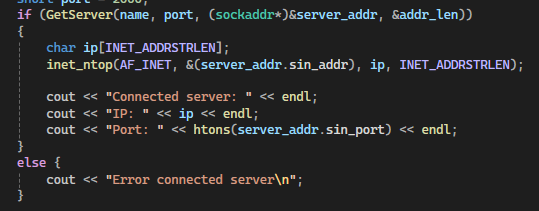 short port = 2000;
if (GetServer(name, port, (sockaddr*)&server_addr, &addr_len))
{
    char ip[INET_ADDRSTRLEN];
    inet_ntop(AF_INET, &(server_addr.sin_addr), ip, INET_ADDRSTRLEN);

    cout << "Connected server: " << endl;
    cout << "IP: " << ip << endl;
    cout << "Port: " << htons(server_addr.sin_port) << endl;
}
else {
    cout << "Error connected server\n";
}